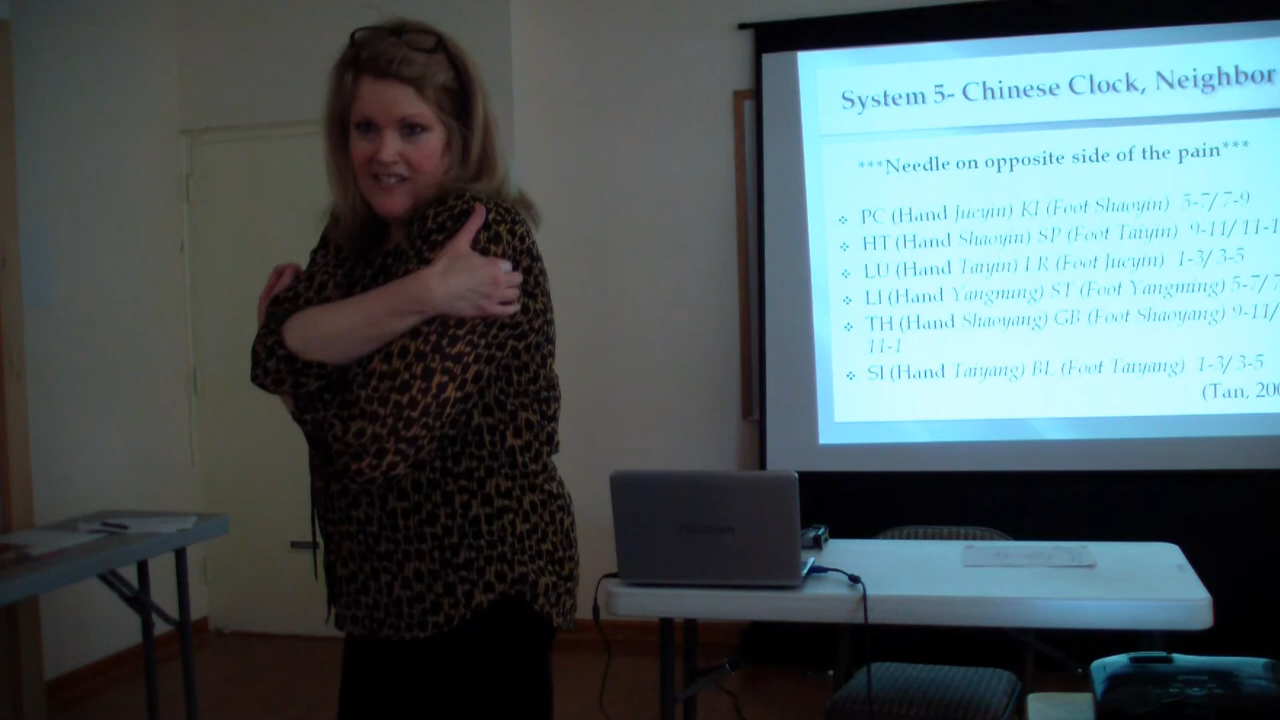 System 5- Chinese Clock, Neighbor
***Needle on opposite side of the pain***
❖ PC (Hand Jueyin) KI (Foot Shaoyin) 5-7/ 7-9
❖ HT (Hand Shaoyin) SP (Foot Taiyin) 9-11/ 11-1
❖ LU (Hand Taiyin) LR (Foot Jueyin) 1-3/ 3-5
❖ LI (Hand Yangming) ST (Foot Yangming) 5-7/ 7
❖ TH (Hand Shaoyang) GB (Foot Shaoyang) 9-11/
11-1
❖ SI (Hand Taiyang) BL (Foot Taiyang) 1-3/ 3-5
(Tan, 200